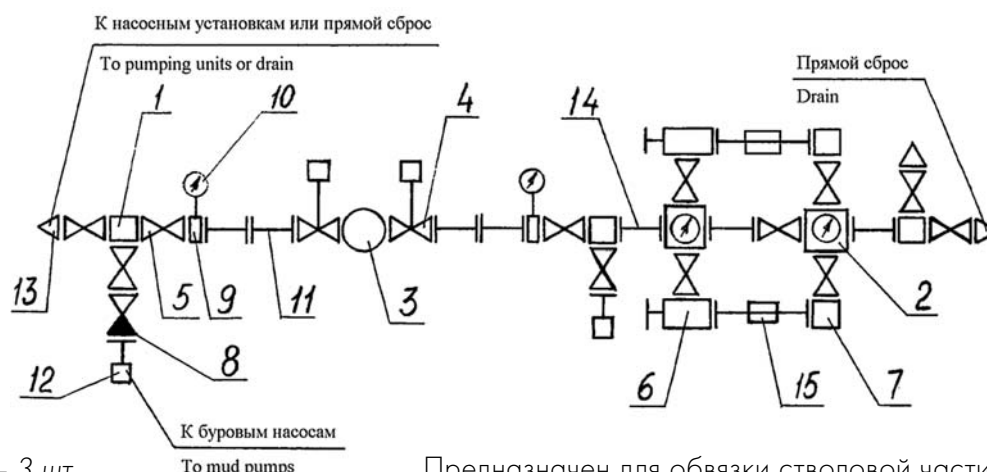 К насосным установкам или прямой сброс
To pumping units or drain
Прямой сброс
Drain
1
10
4
14
13
5
9
11
3
2
8
12
6
15
7
К буровым насосам
To mud pumps
3 шт
Предназначен для обвязки стволовой части